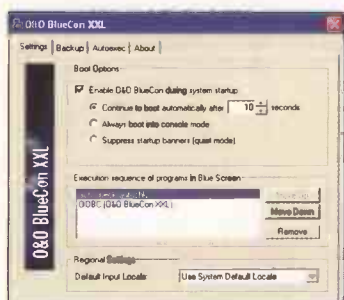 O&O BlueCon XXL
Settings Backup Autoexec About
Boot Options
Enable O&O BlueCon during system startup
Continue to boot automatically after 10 seconds
Always boot into console mode
Suppress startup banners (quiet mode)
Execution sequence of programs in Blue Screen
OOBC (O&O BlueCon XXL)
Move Up
Move Down
Remove
Regional Settings
Default Input Locale: Use System Default Locale
O&O BlueCon XXL